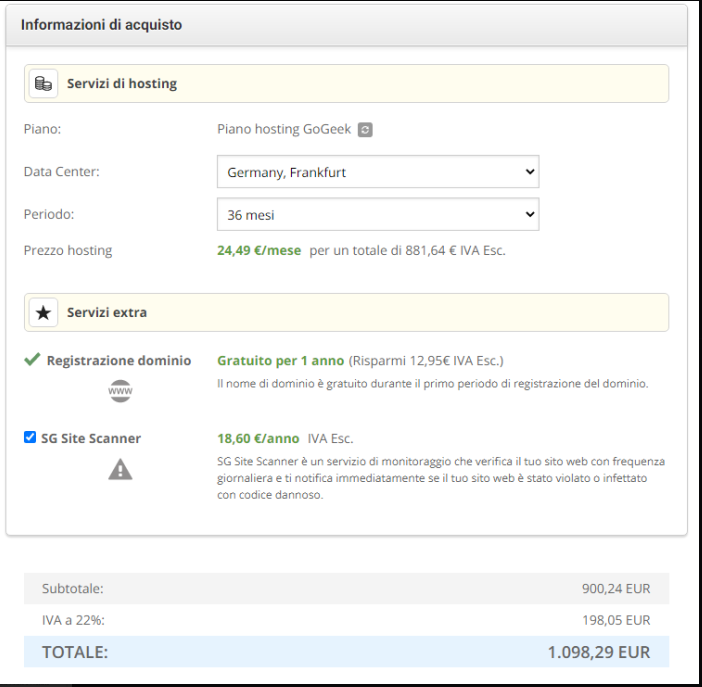 Informazioni di acquisto
Servizi di hosting
Piano: Piano hosting GoGeek
Data Center: Germany, Frankfurt
Periodo: 36 mesi
Prezzo hosting 24,49 €/mese per un totale di 881,64 € IVA Esc.
Servizi extra
Registrazione dominio Gratuito per 1 anno (Risparmi 12,95€ IVA Esc.)
www
Il nome di dominio è gratuito durante il primo periodo di registrazione del dominio.
SG Site Scanner 18,60 €/anno IVA Esc.
SG Site Scanner è un servizio di monitoraggio che verifica il tuo sito web con frequenza
giornaliera e ti notifica immediatamente se il tuo sito web è stato violato o infettato
con codice dannoso.
Subtotale: 900,24 EUR
IVA a 22%: 198,05 EUR
TOTALE: 1.098,29 EUR